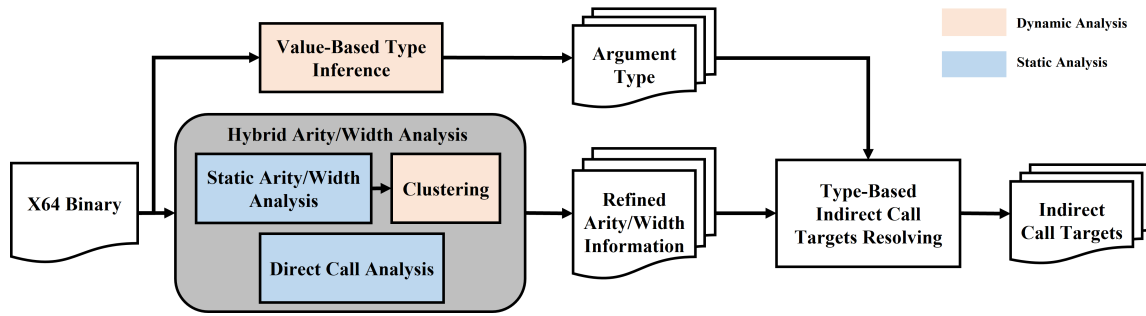 Value-Based Type
Inference
Argument
Type
Dynamic Analysis
Static Analysis
Hybrid Arity/Width Analysis
X64 Binary
Static Arity/Width
Analysis
Clustering
Direct Call Analysis
Refined
Arity/Width
Information
Type-Based
Indirect Call
Targets Resolving
Indirect
Call Targets